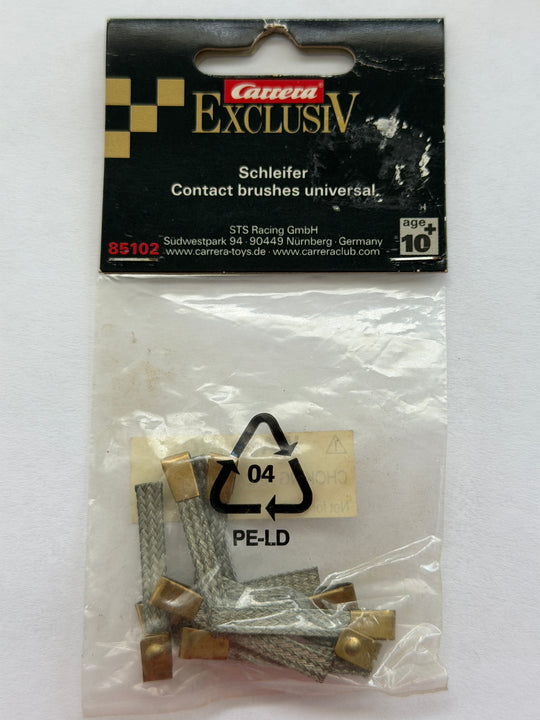 Carrera
EXCLUSIV
Schleifer
Contact brushes universal
STS Racing GmbH
Südwestpark 94 · 90449 Nürnberg · Germany
www.carrera-toys.de · www.carreraclub.com
85102
H
age
10+
04
PE-LD